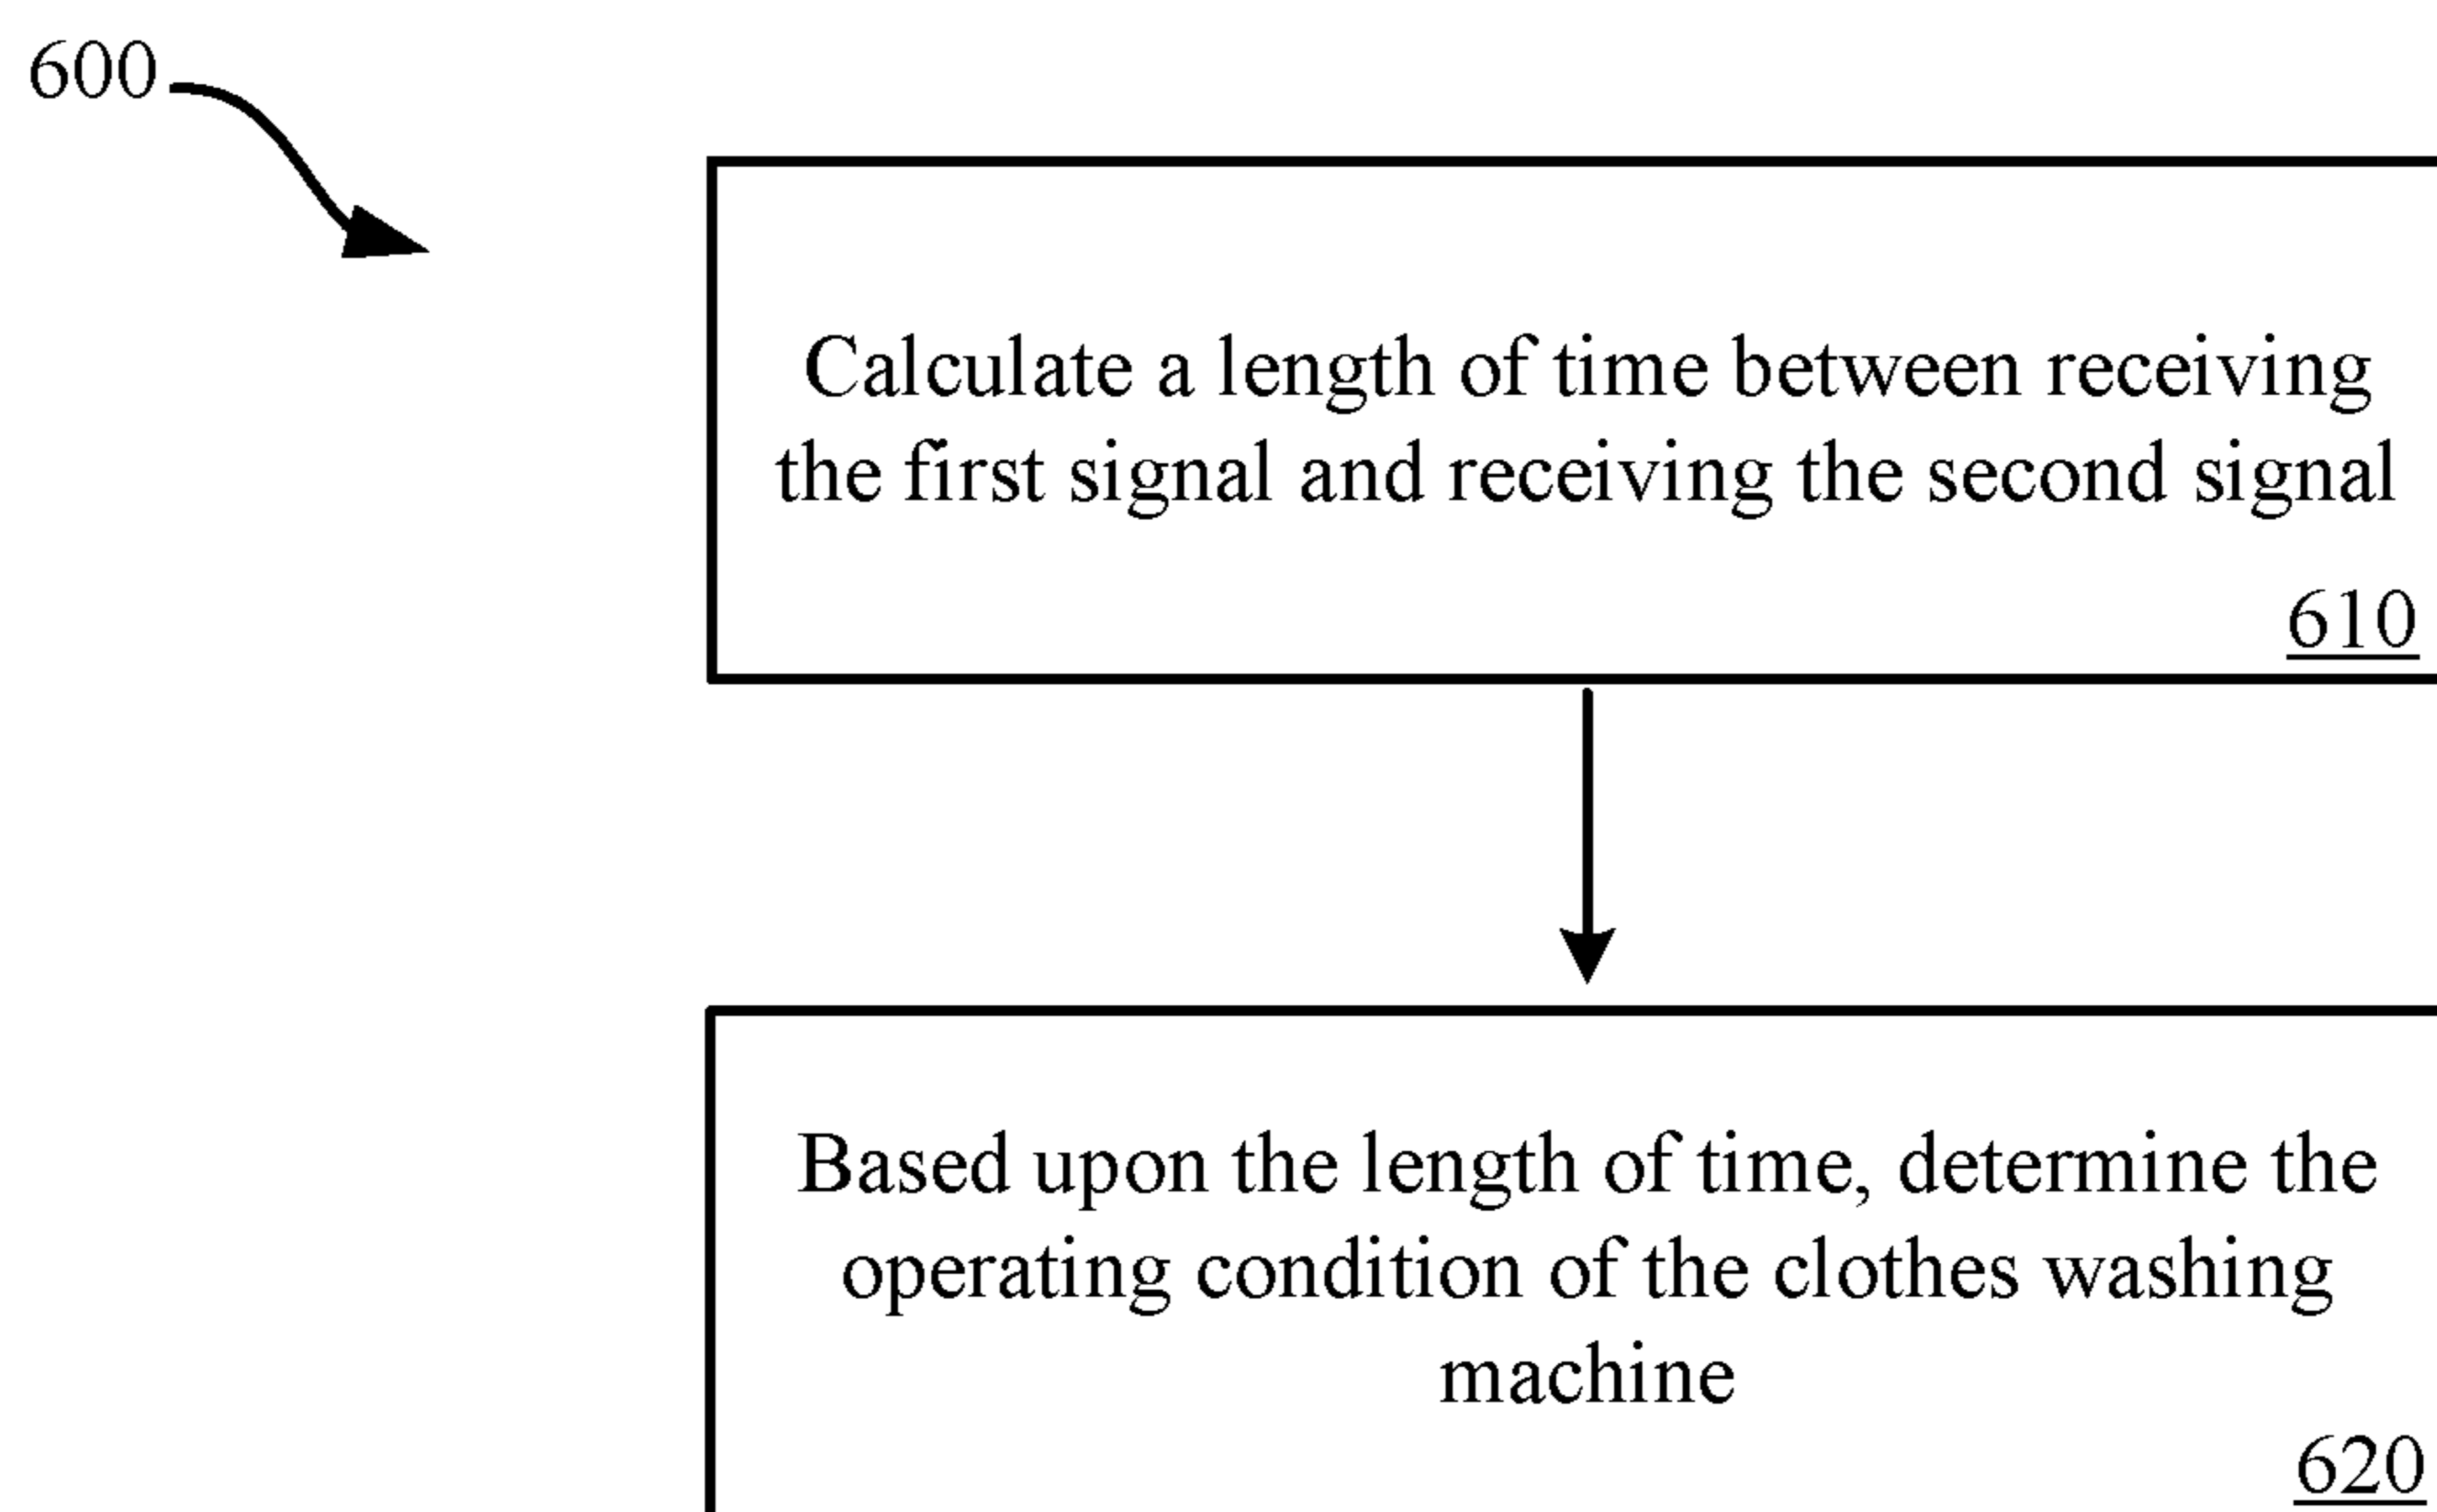 600
Calculate a length of time between receiving
the first signal and receiving the second signal
610
Based upon the length of time, determine the
operating condition of the clothes washing
machine
620